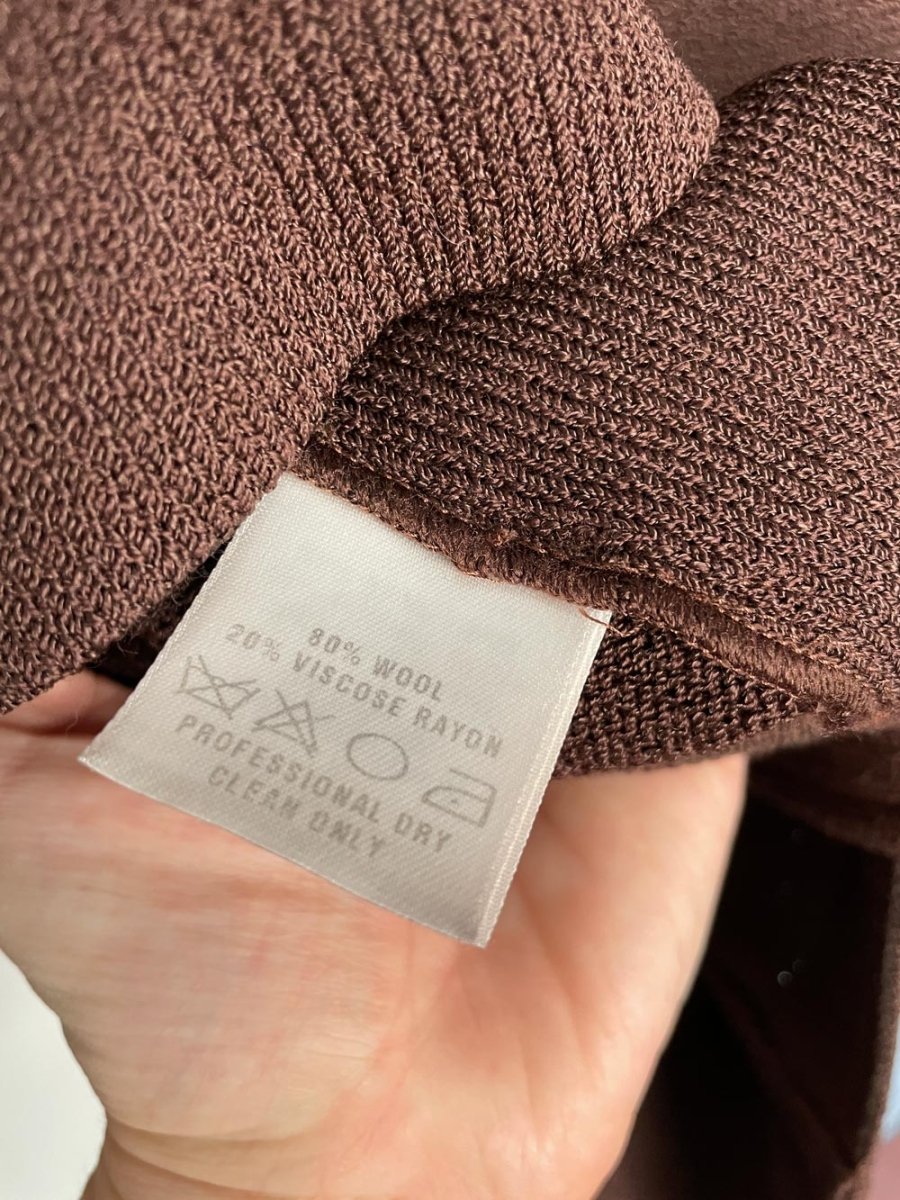 80% WOOL
20% VISCOSE RAYON
PROFESSIONAL DRY
CLEAN ONLY